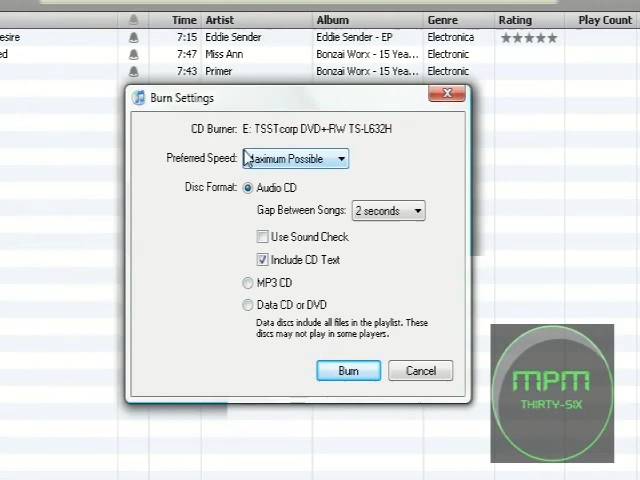 Time Artist Album Genre Rating Play Count
esire 7:15 Eddie Sender Eddie Sender - EP Electronica
ed 7:47 Miss Ann Bonzai Worx - 15 Yea... Electronic
7:43 Primer Bonzai Worx - 15 Yea... Electronic
Burn Settings
CD Burner: E: TSSTcorp DVD+-RW TS-L632H
Preferred Speed: Maximum Possible
Disc Format: Audio CD
Gap Between Songs: 2 seconds
Use Sound Check
Include CD Text
MP3 CD
Data CD or DVD
Data discs include all files in the playlist. These
discs may not play in some players.
Burn Cancel
MPM
THIRTY-SIX